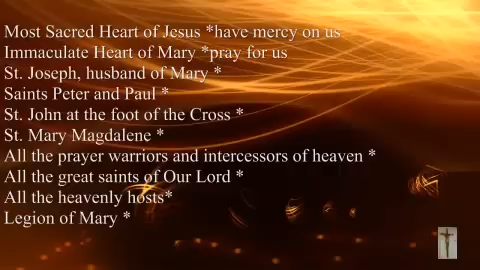 Most Sacred Heart of Jesus *have mercy on us
Immaculate Heart of Mary *pray for us
St. Joseph, husband of Mary *
Saints Peter and Paul *
St. John at the foot of the Cross *
St. Mary Magdalene *
All the prayer warriors and intercessors of heaven *
All the great saints of Our Lord *
All the heavenly hosts*
Legion of Mary *